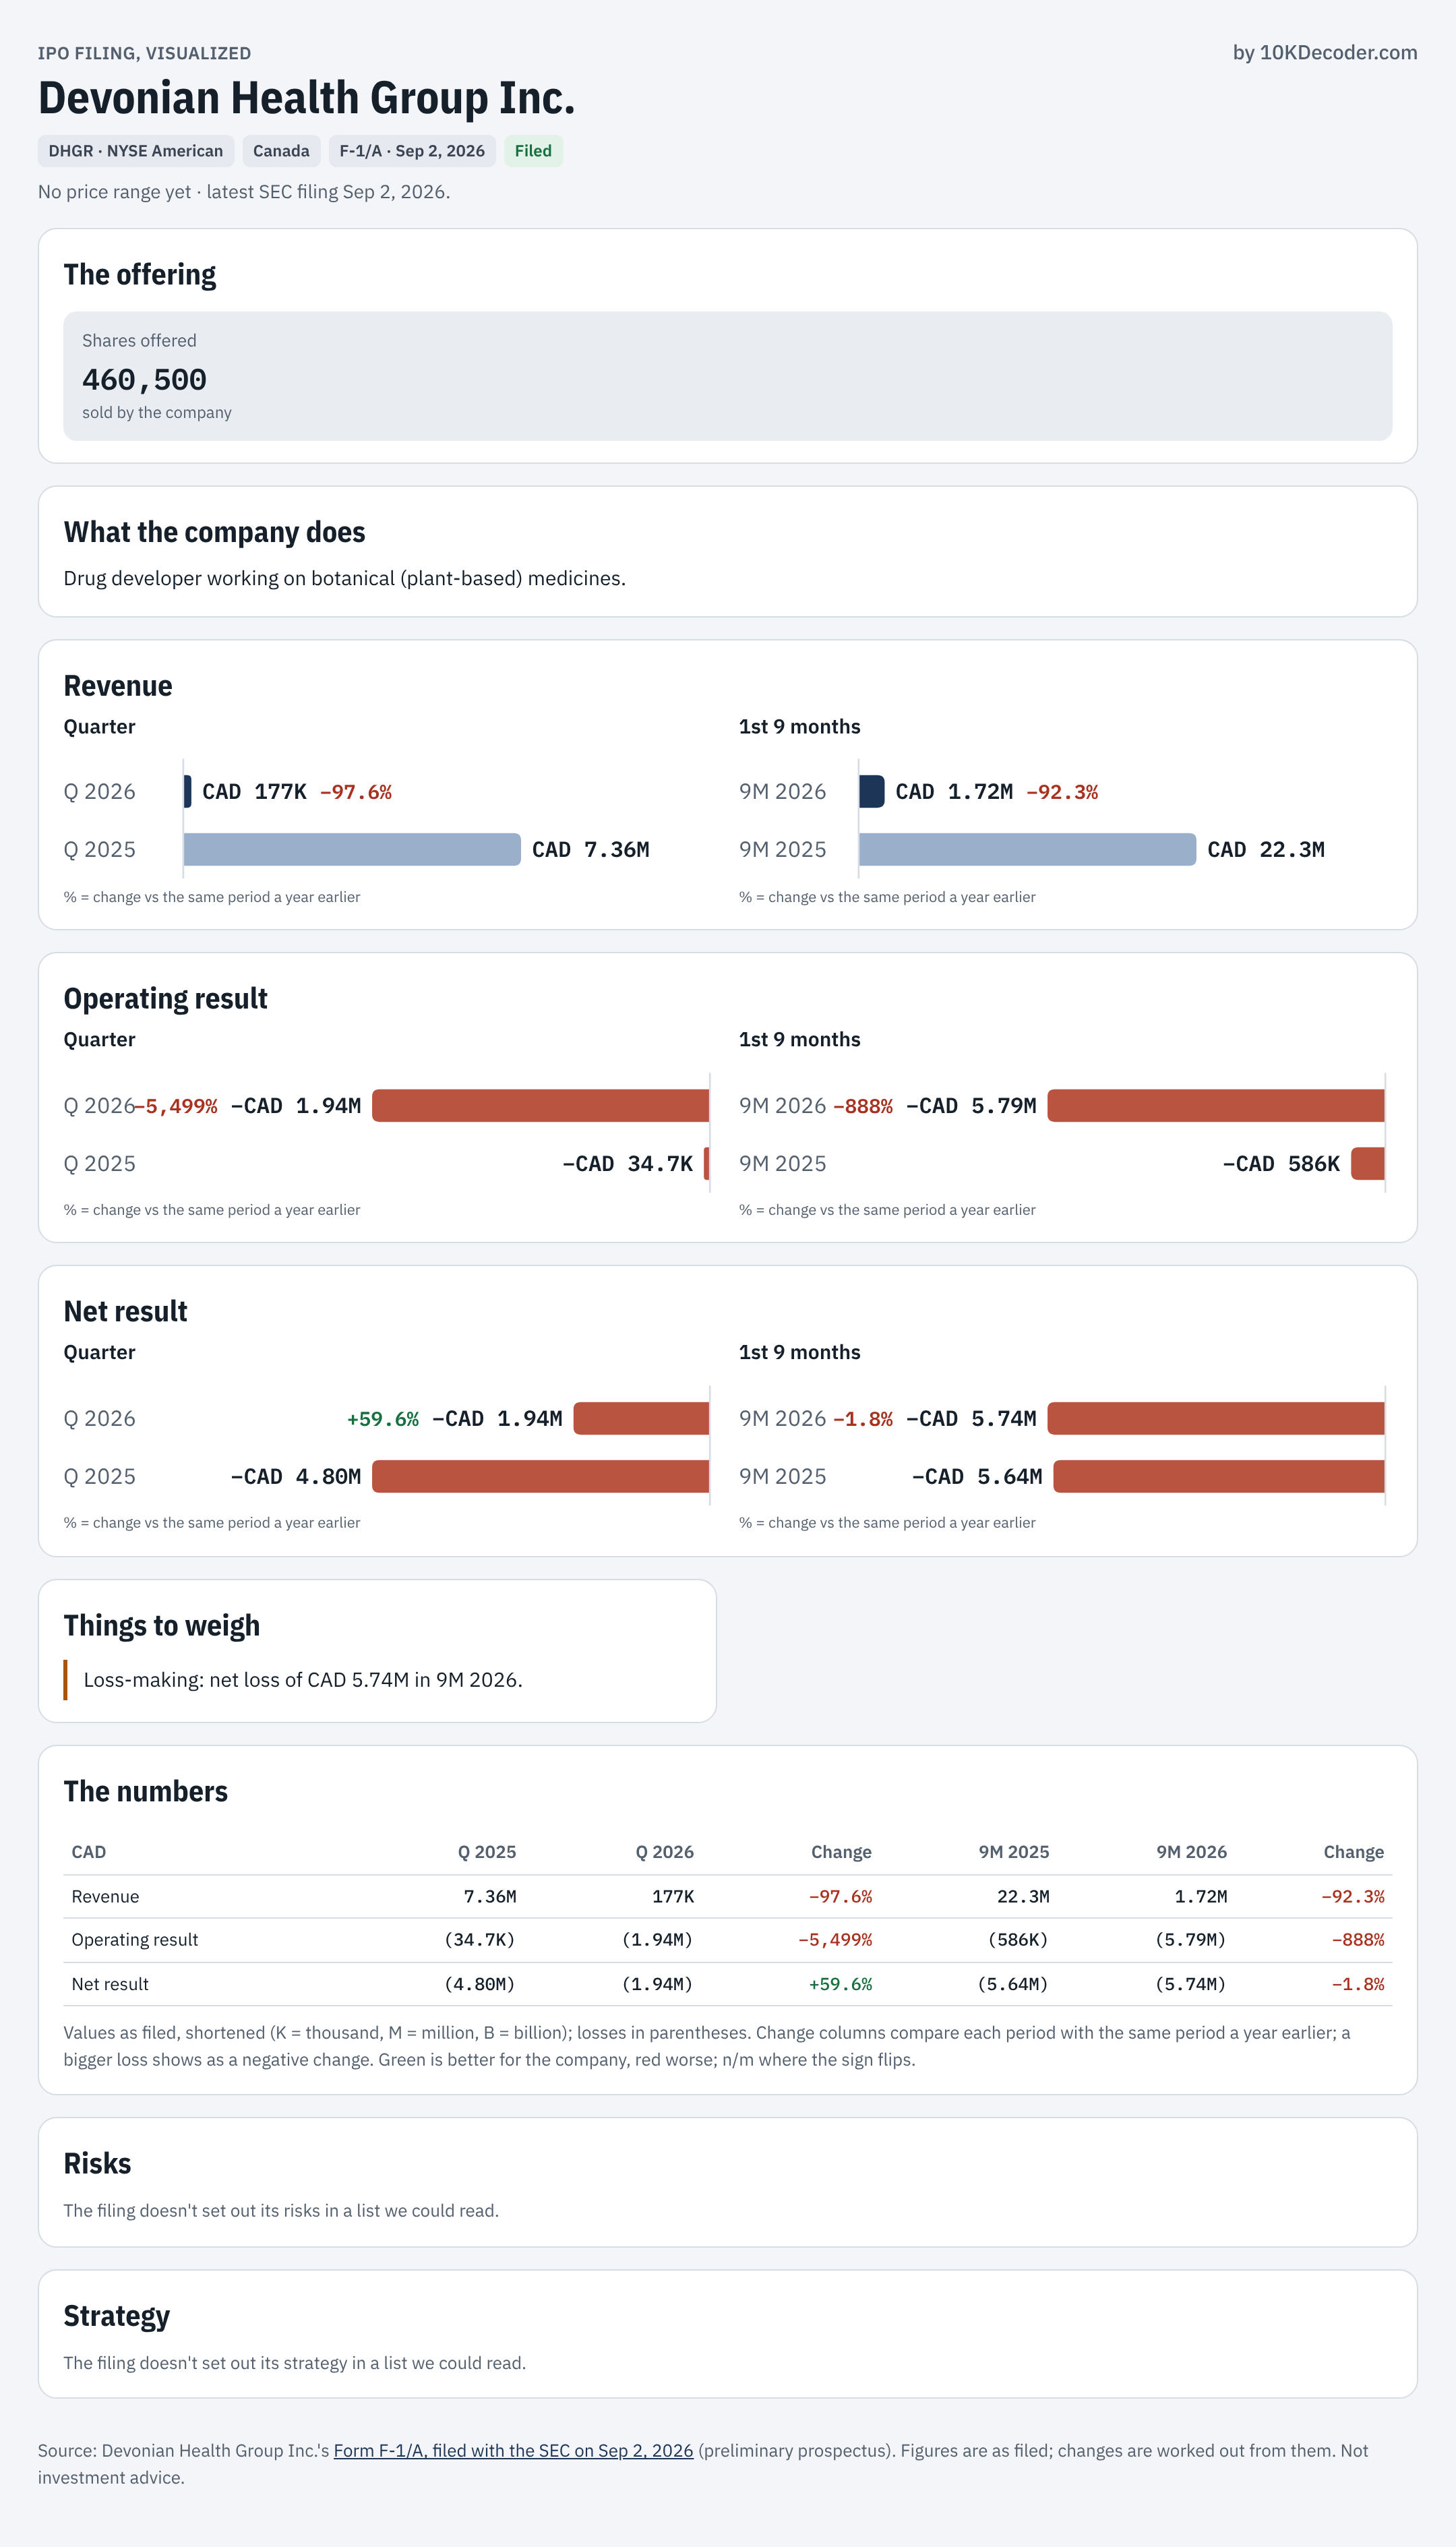 IPO FILING, VISUALIZED
by 10KDecoder.com
Devonian Health Group Inc.
DHGR · NYSE American
Canada
F-1/A · Sep 2, 2026
Filed
No price range yet · latest SEC filing Sep 2, 2026.
The offering
Shares offered
460,500
sold by the company
What the company does
Drug developer working on botanical (plant-based) medicines.
Revenue
Quarter
Q 2026 CAD 177K −97.6%
Q 2025 CAD 7.36M
% = change vs the same period a year earlier
1st 9 months
9M 2026 CAD 1.72M −92.3%
9M 2025 CAD 22.3M
% = change vs the same period a year earlier
Operating result
Quarter
Q 2026 −5,499% −CAD 1.94M
Q 2025 −CAD 34.7K
% = change vs the same period a year earlier
1st 9 months
9M 2026 −888% −CAD 5.79M
9M 2025 −CAD 586K
% = change vs the same period a year earlier
Net result
Quarter
Q 2026 +59.6% −CAD 1.94M
Q 2025 −CAD 4.80M
% = change vs the same period a year earlier
1st 9 months
9M 2026 −1.8% −CAD 5.74M
9M 2025 −CAD 5.64M
% = change vs the same period a year earlier
Things to weigh
Loss-making: net loss of CAD 5.74M in 9M 2026.
The numbers
CAD Q 2025 Q 2026 Change 9M 2025 9M 2026 Change
Revenue 7.36M 177K −97.6% 22.3M 1.72M −92.3%
Operating result (34.7K) (1.94M) −5,499% (586K) (5.79M) −888%
Net result (4.80M) (1.94M) +59.6% (5.64M) (5.74M) −1.8%
Values as filed, shortened (K = thousand, M = million, B = billion); losses in parentheses. Change columns compare each period with the same period a year earlier; a
bigger loss shows as a negative change. Green is better for the company, red worse; n/m where the sign flips.
Risks
The filing doesn't set out its risks in a list we could read.
Strategy
The filing doesn't set out its strategy in a list we could read.
Source: Devonian Health Group Inc.'s Form F-1/A, filed with the SEC on Sep 2, 2026 (preliminary prospectus). Figures are as filed; changes are worked out from them. Not
investment advice.